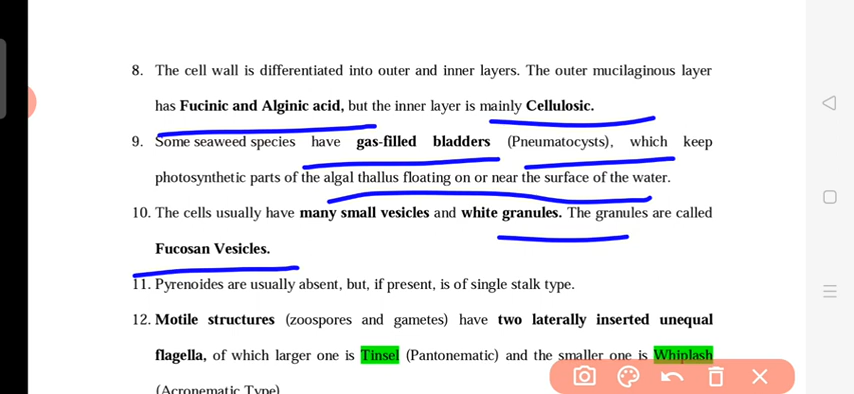 8. The cell wall is differentiated into outer and inner layers. The outer mucilaginous layer
has Fucinic and Alginic acid, but the inner layer is mainly Cellulosic.
9. Some seaweed species have gas-filled bladders (Pneumatocysts), which keep
photosynthetic parts of the algal thallus floating on or near the surface of the water.
10. The cells usually have many small vesicles and white granules. The granules are called
Fucosan Vesicles.
11. Pyrenoides are usually absent, but, if present, is of single stalk type.
12. Motile structures (zoospores and gametes) have two laterally inserted unequal
flagella, of which larger one is Tinsel (Pantonematic) and the smaller one is Whiplash
(Acronematic Type)